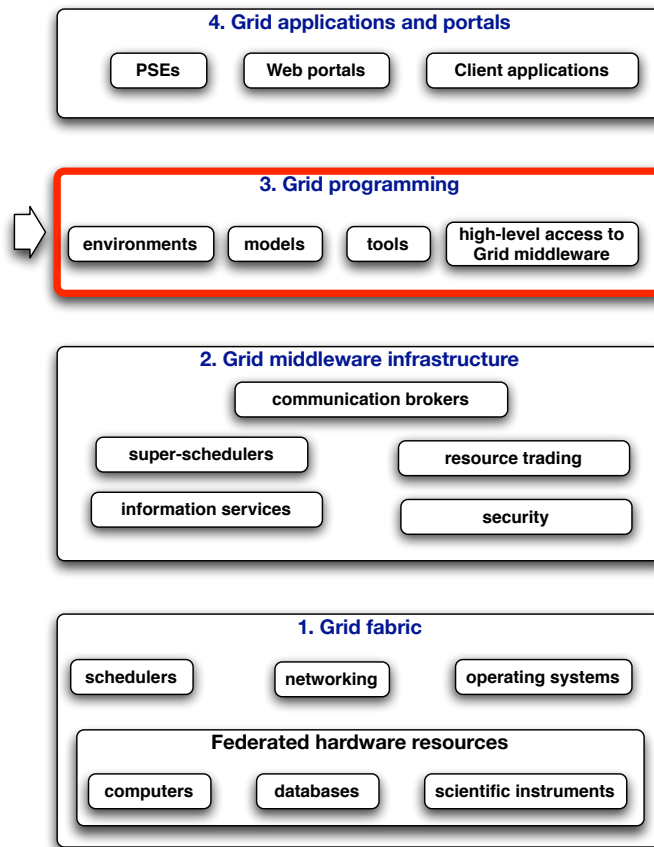 4. Grid applications and portals
PSEs
Web portals
Client applications
3. Grid programming
environments
models
tools
high-level access to
Grid middleware
2. Grid middleware infrastructure
communication brokers
super-schedulers
resource trading
information services
security
1. Grid fabric
schedulers
networking
operating systems
Federated hardware resources
computers
databases
scientific instruments